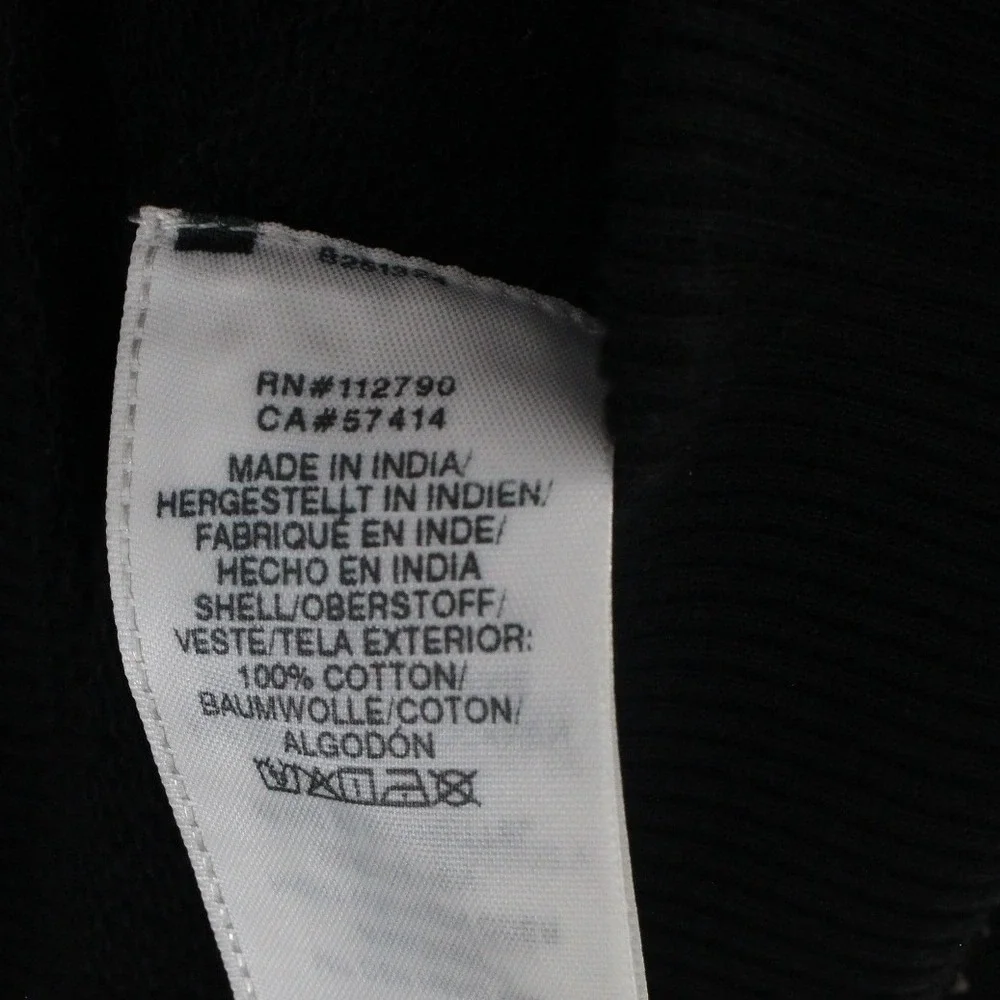 RN#112790
CA#57414
MADE IN INDIA/
HERGESTELLT IN INDIEN/
FABRIQUÉ EN INDE/
HECHO EN INDIA
SHELL/OBERSTOFF/
VESTE/TELA EXTERIOR:
100% COTTON/
BAUMWOLLE/COTON/
ALGODÓN